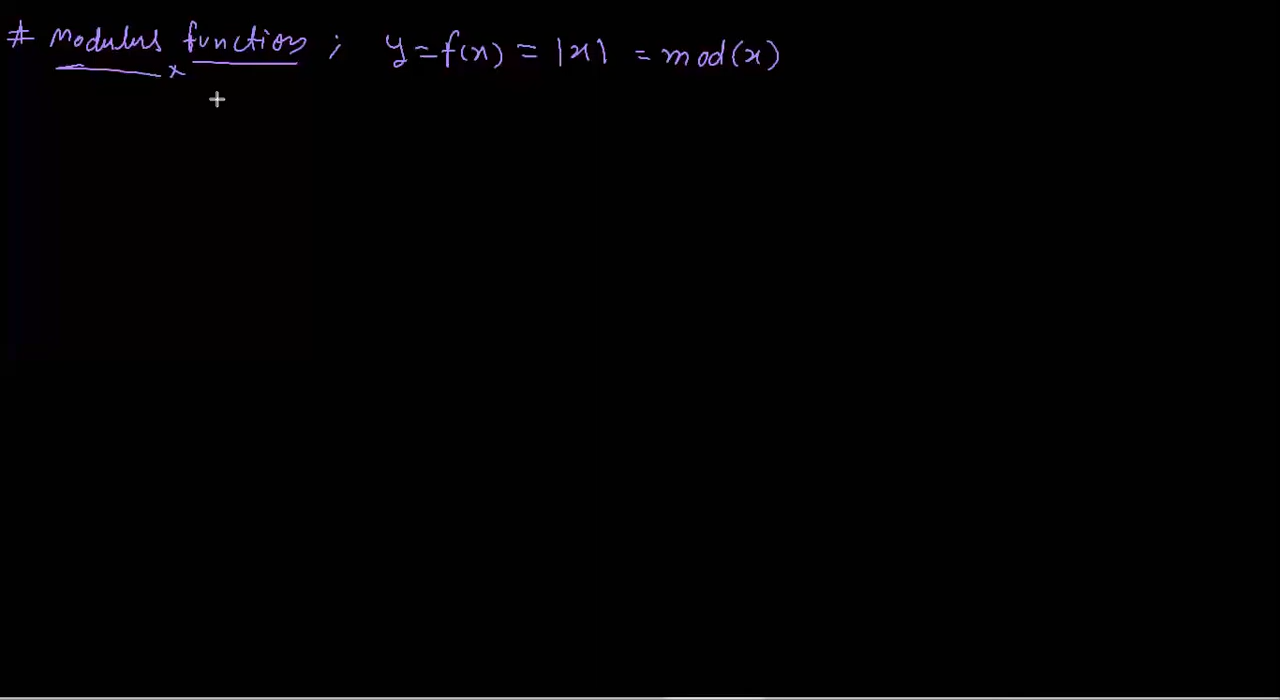 # Modulus function ; y = f(x) = |x| = mod(x)